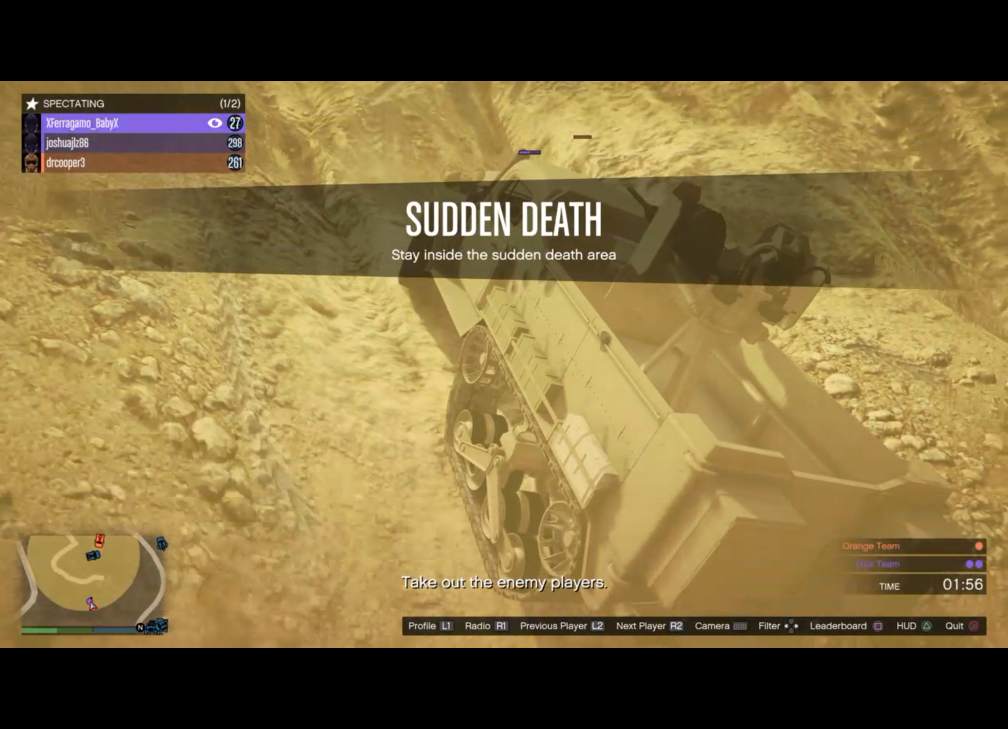 SPECTATING (1/2)
XFerragamo_BabyX 27
joshuajlz86 298
drcooper3 261
SUDDEN DEATH
Stay inside the sudden death area
Orange Team
Team
TIME 01:56
Take out the enemy players.
N
Profile L1 Radio R1 Previous Player L2 Next Player R2 Camera Filter Leaderboard HUD Quit